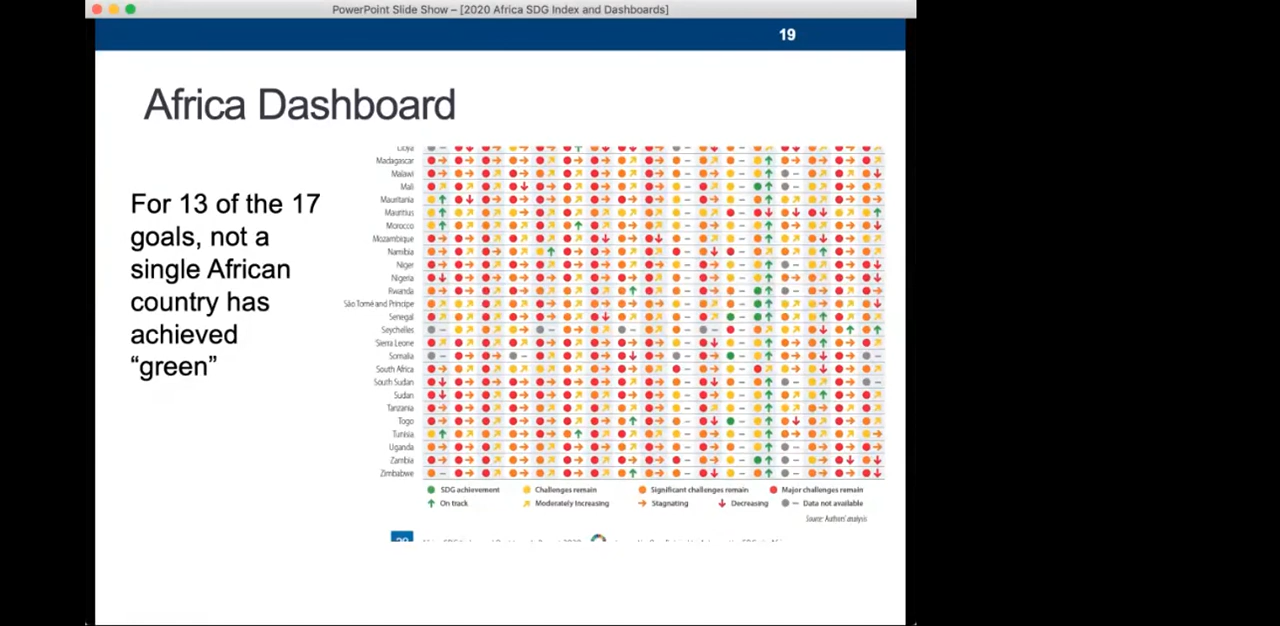 PowerPoint Slide Show – [2020 Africa SDG Index and Dashboards]
19
Africa Dashboard
For 13 of the 17
goals, not a
single African
country has
achieved
“green”
Libya
Madagascar
Malawi
Mali
Mauritania
Mauritius
Morocco
Mozambique
Namibia
Niger
Nigeria
Rwanda
São Tomé and Príncipe
Senegal
Seychelles
Sierra Leone
Somalia
South Africa
South Sudan
Sudan
Tanzania
Togo
Tunisia
Uganda
Zambia
Zimbabwe
SDG achievement Challenges remain Significant challenges remain Major challenges remain
On track Moderately Increasing Stagnating Decreasing Data not available
Source: Authors' analysis